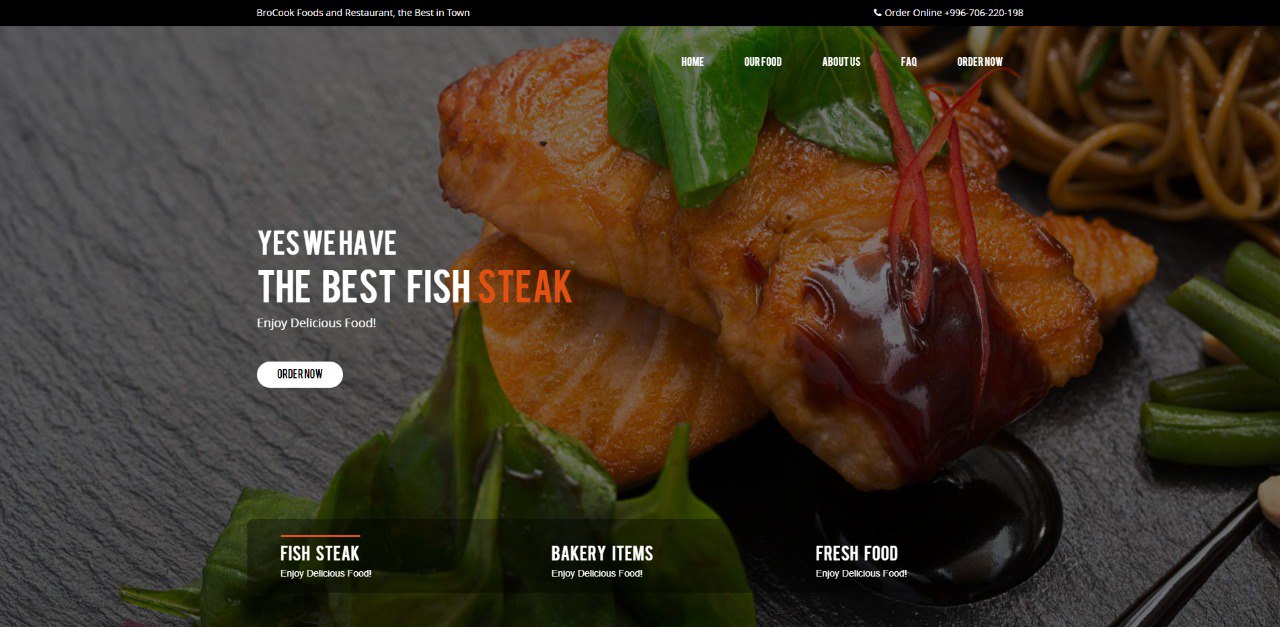 BroCook Foods and Restaurant, the Best in Town
Order Online +996-706-220-198
HOME OUR FOOD ABOUT US FAQ ORDER NOW
YES WE HAVE
THE BEST FISH STEAK
Enjoy Delicious Food!
ORDER NOW
FISH STEAK BAKERY ITEMS FRESH FOOD
Enjoy Delicious Food! Enjoy Delicious Food! Enjoy Delicious Food!